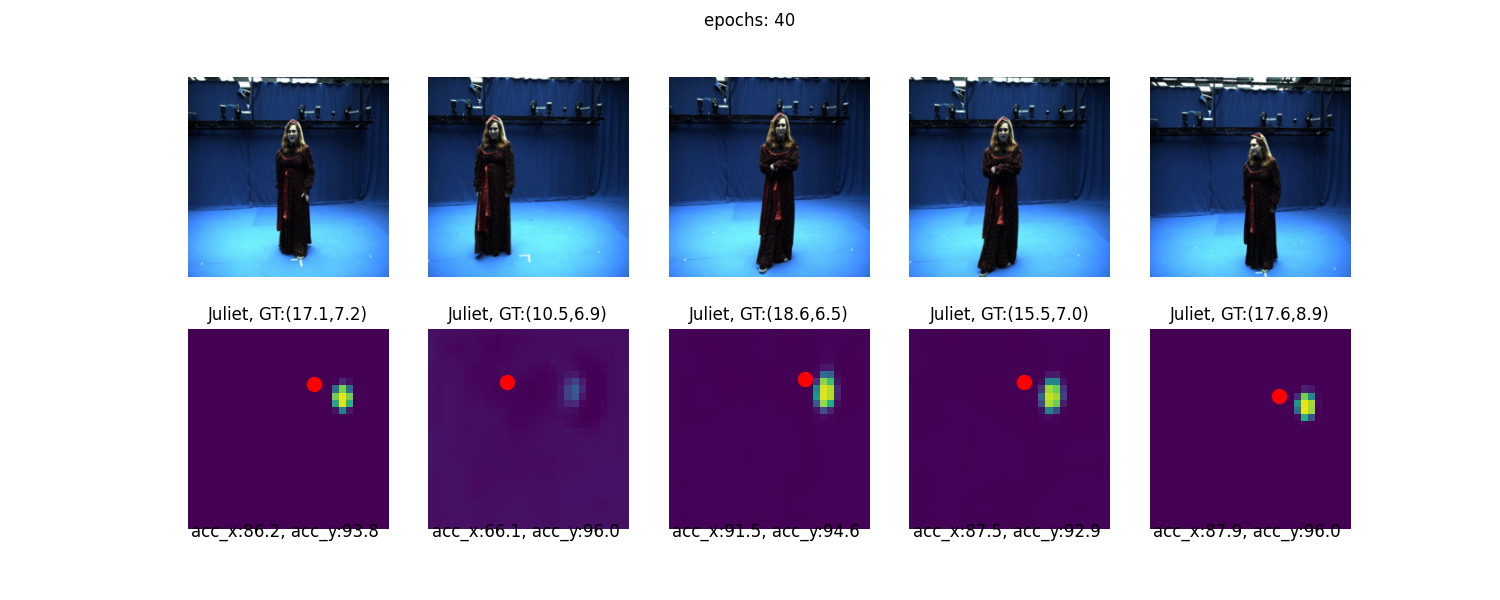 epochs: 40
Juliet, GT:(17.1,7.2)
Juliet, GT:(10.5,6.9)
Juliet, GT:(18.6,6.5)
Juliet, GT:(15.5,7.0)
Juliet, GT:(17.6,8.9)
acc_x:86.2, acc_y:93.8
acc_x:66.1, acc_y:96.0
acc_x:91.5, acc_y:94.6
acc_x:87.5, acc_y:92.9
acc_x:87.9, acc_y:96.0